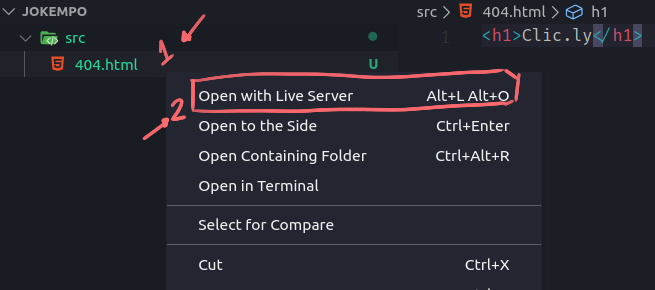 JOKEMPO
src
404.html
U
1
2
src > 404.html > h1
1 <h1>Clic.ly</h1>
Open with Live Server Alt+L Alt+O
Open to the Side Ctrl+Enter
Open Containing Folder Ctrl+Alt+R
Open in Terminal
Select for Compare
Cut Ctrl+X